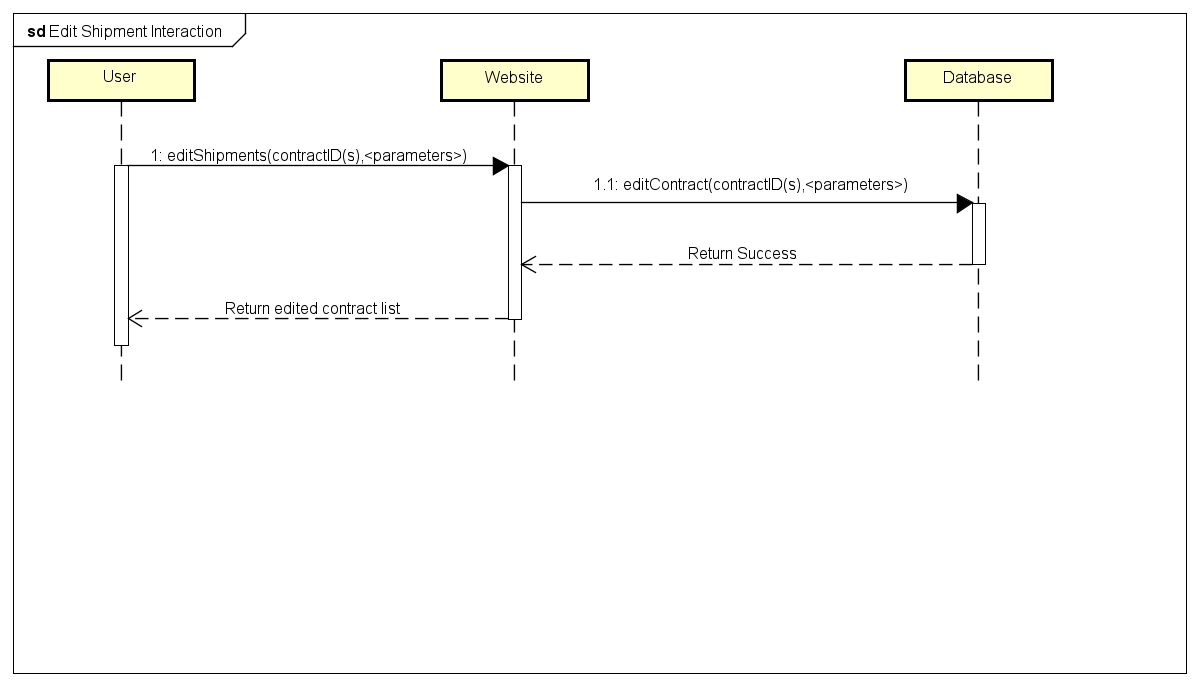 sd Edit Shipment Interaction
User
Website
Database
1: editShipments(contractID(s),<parameters>)
1.1: editContract(contractID(s),<parameters>)
Return Success
Return edited contract list